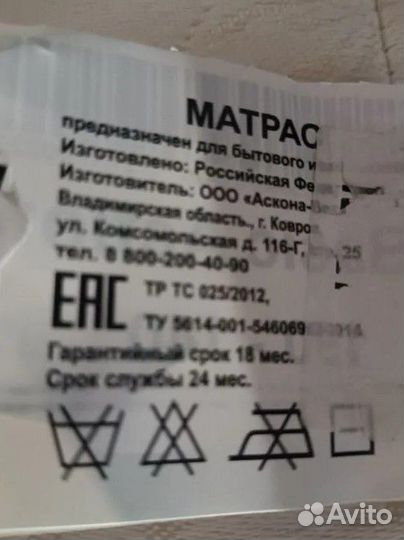 МАТРАС
предназначен для бытового
Изготовлено: Российская
Изготовитель: ООО «Аскона-
Владимирская область, г. Ковро
ул. Комсомольская д. 116-Г, 25
тел. 8 800-200-40-90
ЕАС
ТР ТС 025/2012,
ТУ 5614-001-546069
Гарантийный срок 18 мес.
Срок службы 24 мес.
Avito